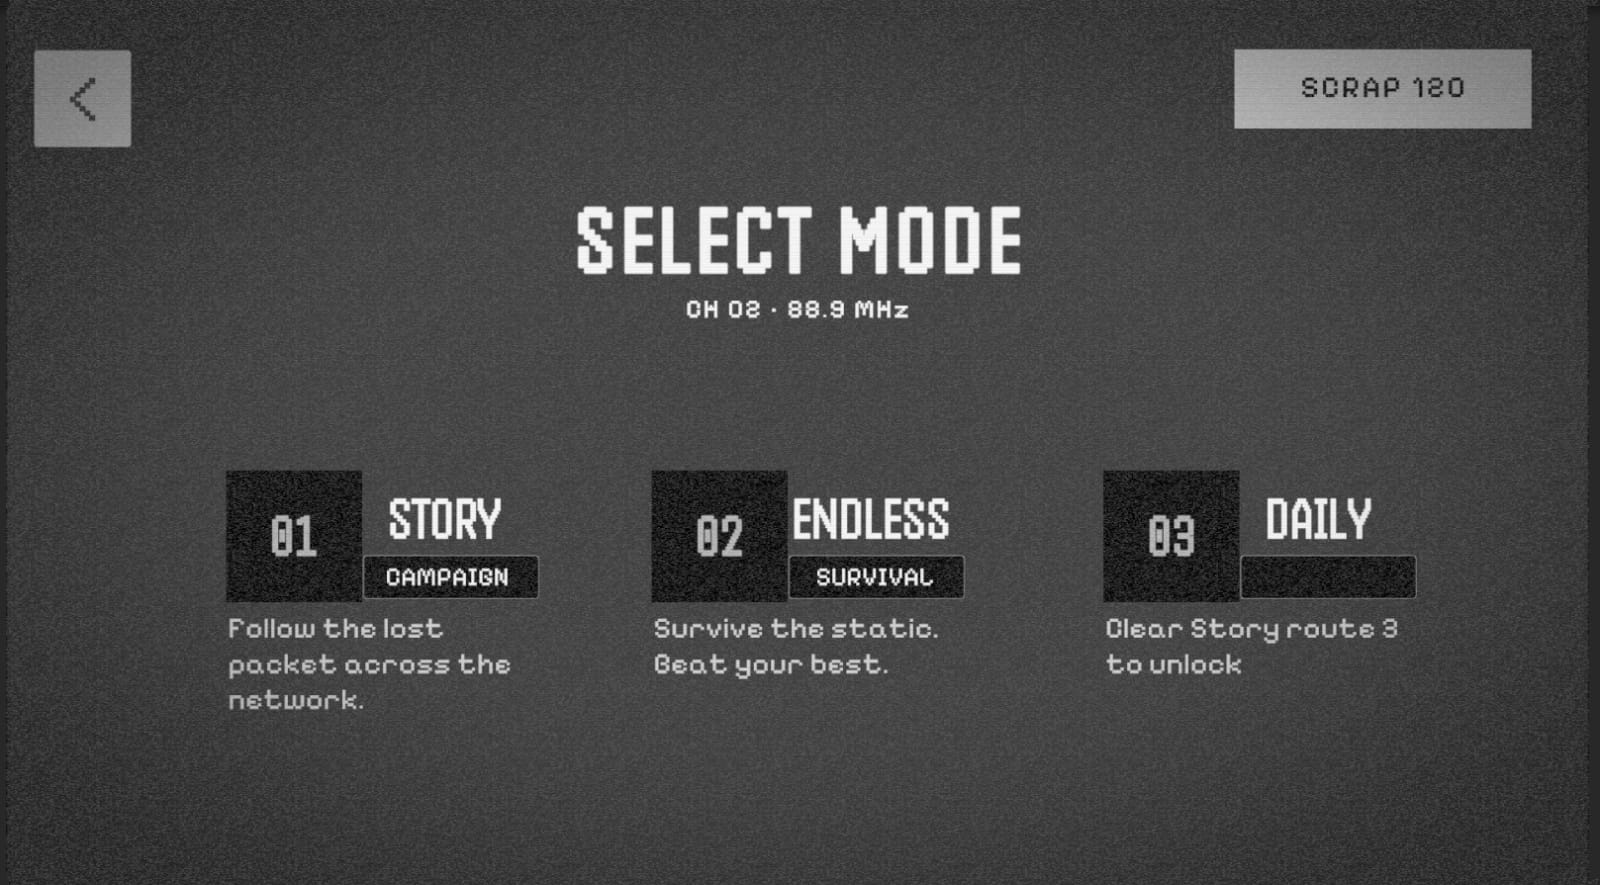 SCRAP 120
SELECT MODE
CH 02 · 88.9 MHz
01
STORY
CAMPAIGN
Follow the lost
packet across the
network.
02
ENDLESS
SURVIVAL
Survive the static.
Beat your best.
03
DAILY
Clear Story route 3
to unlock